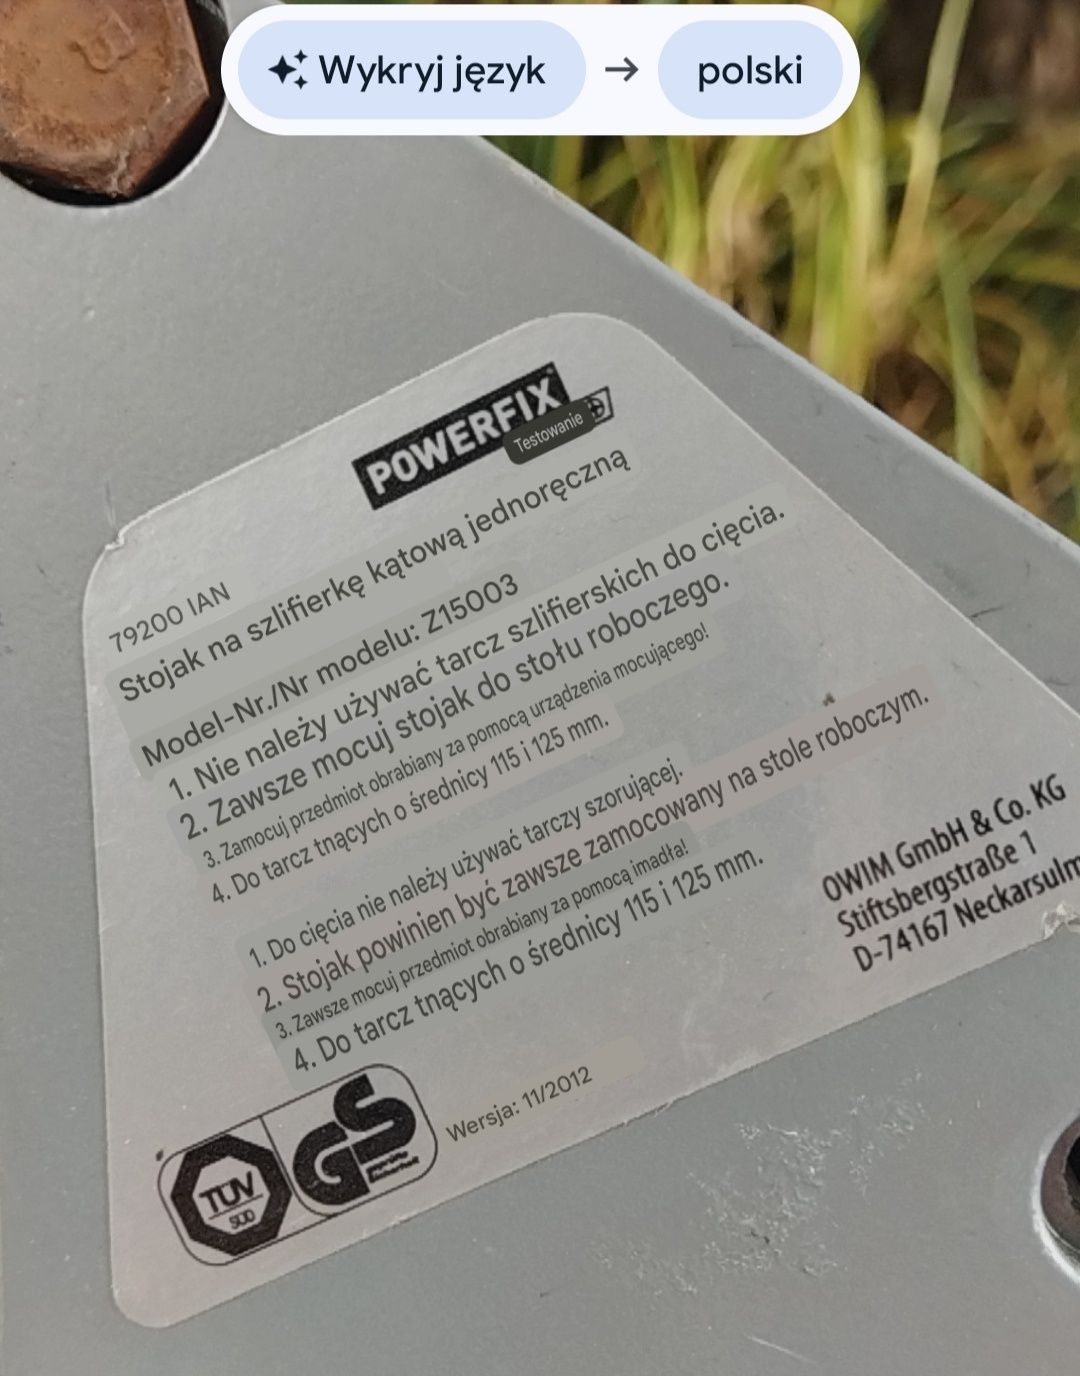 Wykryj język → polski
POWERFIX
Testowanie
79200 IAN
Stojak na szlifierkę kątową jednoręczną
Model-Nr./Nr modelu: Z15003
1. Nie należy używać tarcz szlifierskich do cięcia.
2. Zawsze mocuj stojak do stołu roboczego.
3. Zamocuj przedmiot obrabiany za pomocą urządzenia mocującego!
4. Do tarcz tnących o średnicy 115 i 125 mm.
1. Do cięcia nie należy używać tarczy szorującej.
2. Stojak powinien być zawsze zamocowany na stole roboczym.
3. Zawsze mocuj przedmiot obrabiany za pomocą imadła!
4. Do tarcz tnących o średnicy 115 i 125 mm.
OWIM GmbH & Co. KG
Stiftsbergstraße 1
D-74167 Neckarsulm
TÜV
SÜD
GS
geprüfte
Sicherheit
Wersja: 11/2012